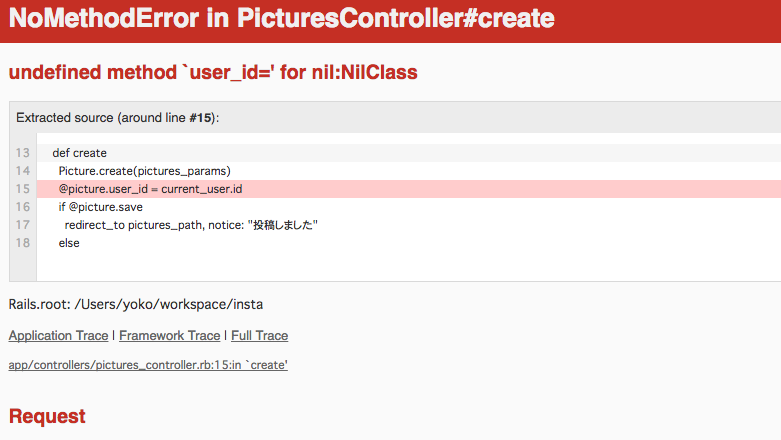 NoMethodError in PicturesController#create
undefined method `user_id=' for nil:NilClass
Extracted source (around line #15):
13 def create
14 Picture.create(pictures_params)
15 @picture.user_id = current_user.id
16 if @picture.save
17 redirect_to pictures_path, notice: "投稿しました"
18 else
Rails.root: /Users/yoko/workspace/insta
Application Trace | Framework Trace | Full Trace
app/controllers/pictures_controller.rb:15:in `create'
Request